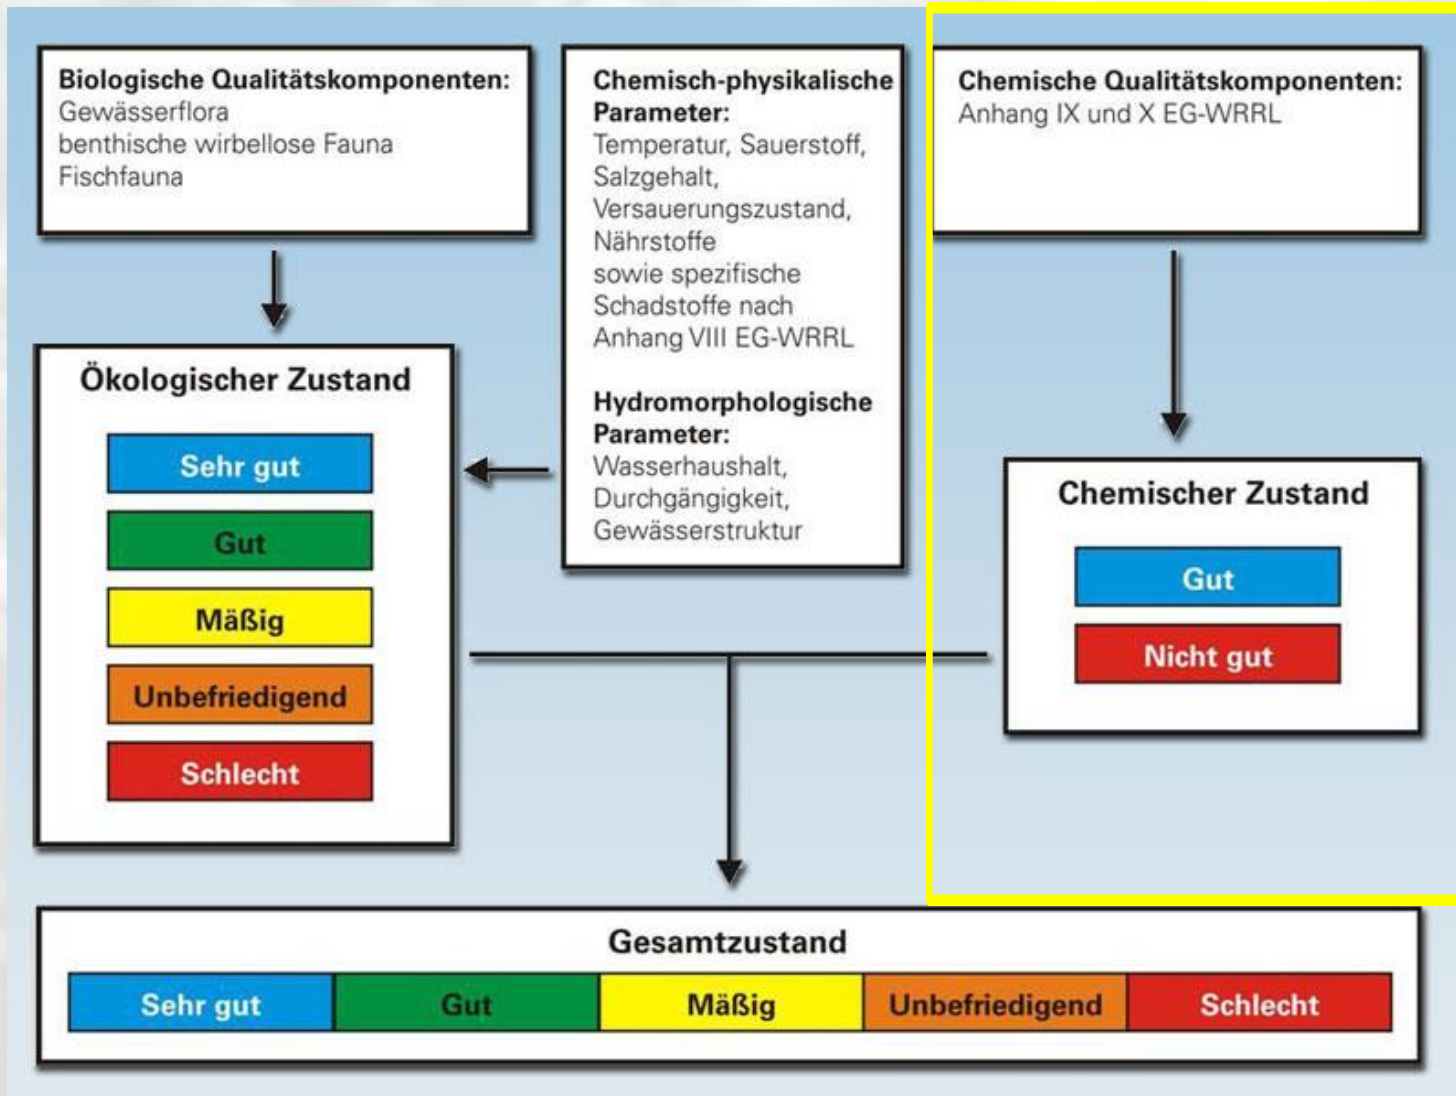 Biologische Qualitätskomponenten:
Gewässerflora
benthische wirbellose Fauna
Fischfauna
Chemisch-physikalische
Parameter:
Temperatur, Sauerstoff,
Salzgehalt,
Versauerungszustand,
Nährstoffe
sowie spezifische
Schadstoffe nach
Anhang VIII EG-WRRL
Hydromorphologische
Parameter:
Wasserhaushalt,
Durchgängigkeit,
Gewässerstruktur
Chemische Qualitätskomponenten:
Anhang IX und X EG-WRRL
Ökologischer Zustand
Sehr gut
Gut
Mäßig
Unbefriedigend
Schlecht
Chemischer Zustand
Gut
Nicht gut
Gesamtzustand
Sehr gut
Gut
Mäßig
Unbefriedigend
Schlecht